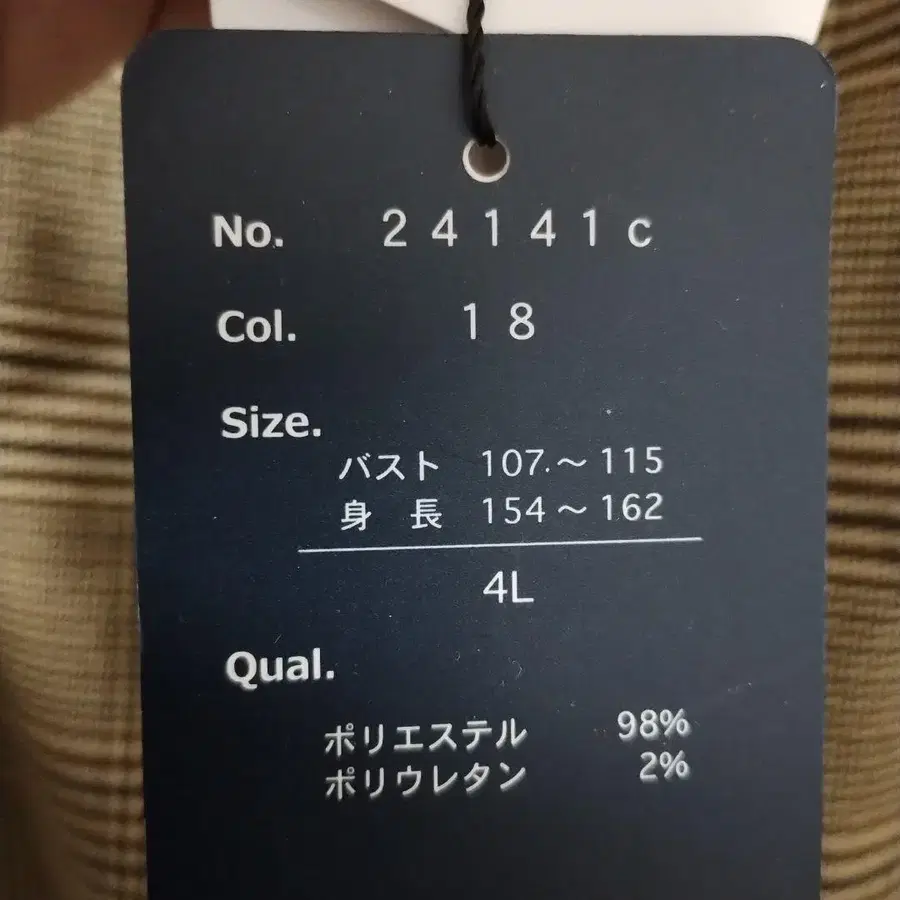 No. 24141c
Col. 18
Size.
バスト 107.～115
身 長 154～162
4L
Qual.
ポリエステル 98%
ポリウレタン 2%